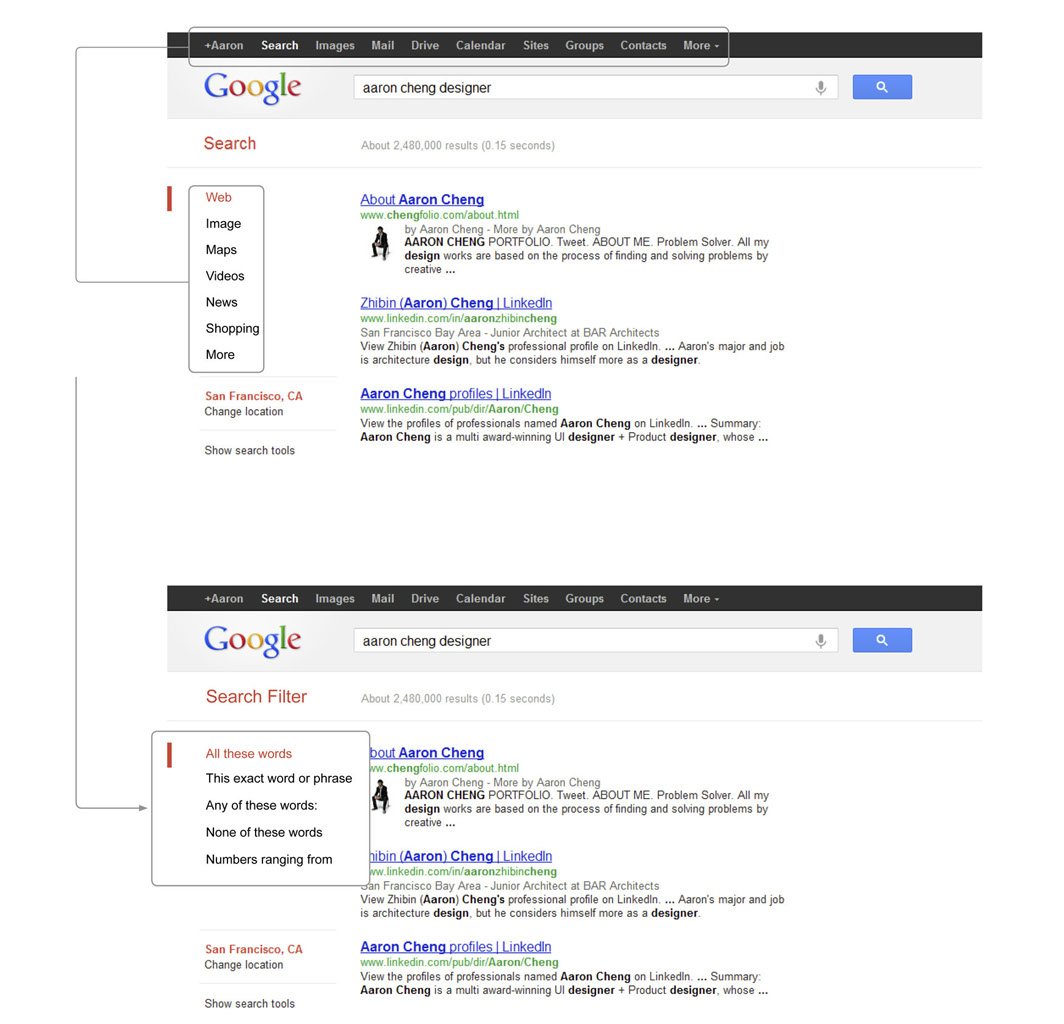 +Aaron Search Images Mail Drive Calendar Sites Groups Contacts More
Google
aaron cheng designer
Search
About 2,480,000 results (0.15 seconds)
Web
Image
Maps
Videos
News
Shopping
More
San Francisco, CA
Change location
Show search tools
About Aaron Cheng
www.chengfolio.com/about.html
by Aaron Cheng - More by Aaron Cheng
AARON CHENG PORTFOLIO. Tweet. ABOUT ME. Problem Solver. All my
design works are based on the process of finding and solving problems by
creative ...
Zhibin (Aaron) Cheng | LinkedIn
www.linkedin.com/in/aaronzhibincheng
San Francisco Bay Area - Junior Architect at BAR Architects
View Zhibin (Aaron) Cheng's professional profile on LinkedIn. ... Aaron's major and job
is architecture design, but he considers himself more as a designer.
Aaron Cheng profiles | LinkedIn
www.linkedin.com/pub/dir/Aaron/Cheng
View the profiles of professionals named Aaron Cheng on LinkedIn. ... Summary:
Aaron Cheng is a multi award-winning UI designer + Product designer, whose ...
+Aaron Search Images Mail Drive Calendar Sites Groups Contacts More
Google
aaron cheng designer
Search Filter
About 2,480,000 results (0.15 seconds)
All these words
This exact word or phrase
Any of these words:
None of these words
Numbers ranging from
San Francisco, CA
Change location
Show search tools
bout Aaron Cheng
ww.chengfolio.com/about.html
by Aaron Cheng - More by Aaron Cheng
AARON CHENG PORTFOLIO. Tweet. ABOUT ME. Problem Solver. All my
design works are based on the process of finding and solving problems by
creative ...
hibin (Aaron) Cheng | LinkedIn
ww.linkedin.com/in/aaronzhibincheng
San Francisco Bay Area - Junior Architect at BAR Architects
View Zhibin (Aaron) Cheng's professional profile on LinkedIn. ... Aaron's major and job
is architecture design, but he considers himself more as a designer.
Aaron Cheng profiles | LinkedIn
www.linkedin.com/pub/dir/Aaron/Cheng
View the profiles of professionals named Aaron Cheng on LinkedIn. ... Summary:
Aaron Cheng is a multi award-winning UI designer + Product designer, whose ...